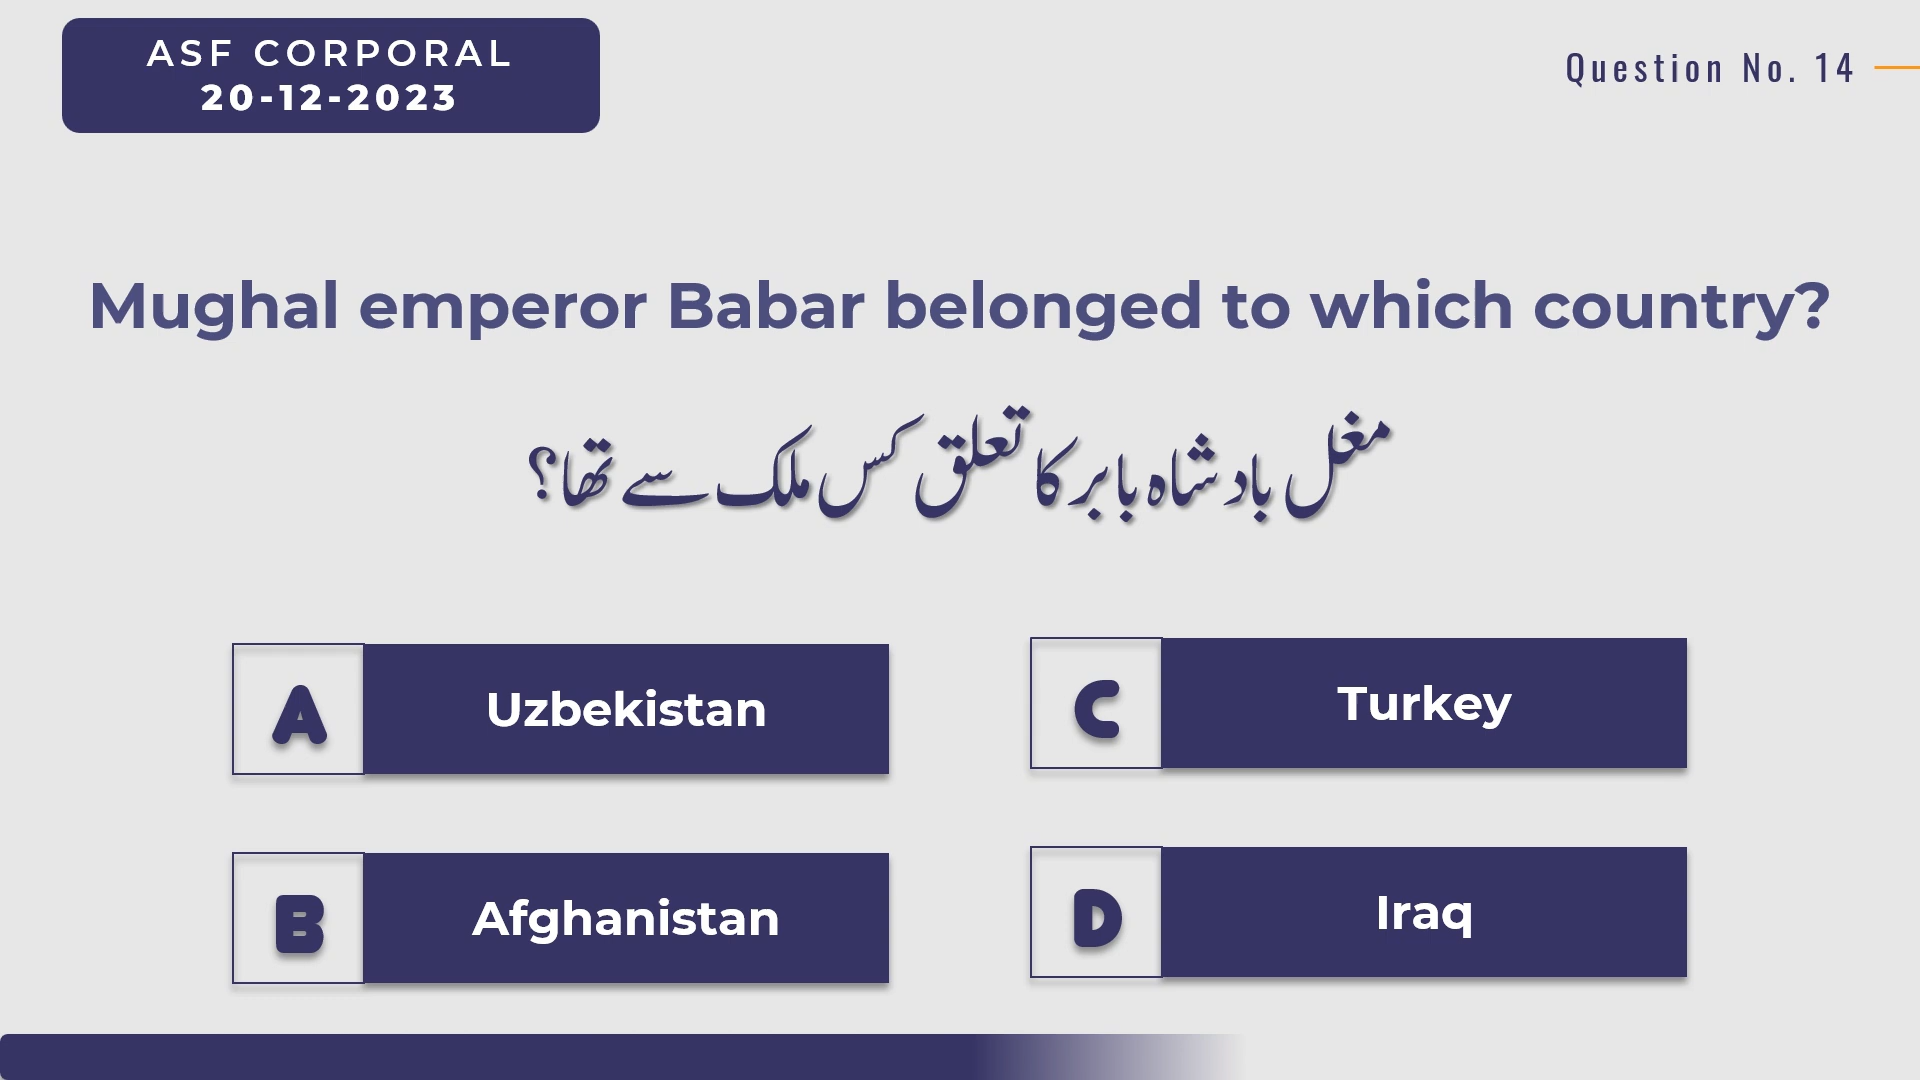 ASF CORPORAL
20-12-2023
Question No. 14
Mughal emperor Babar belonged to which country?
مغل بادشاہ بابر کا تعلق کس ملک سے تھا؟
A Uzbekistan
C Turkey
B Afghanistan
D Iraq